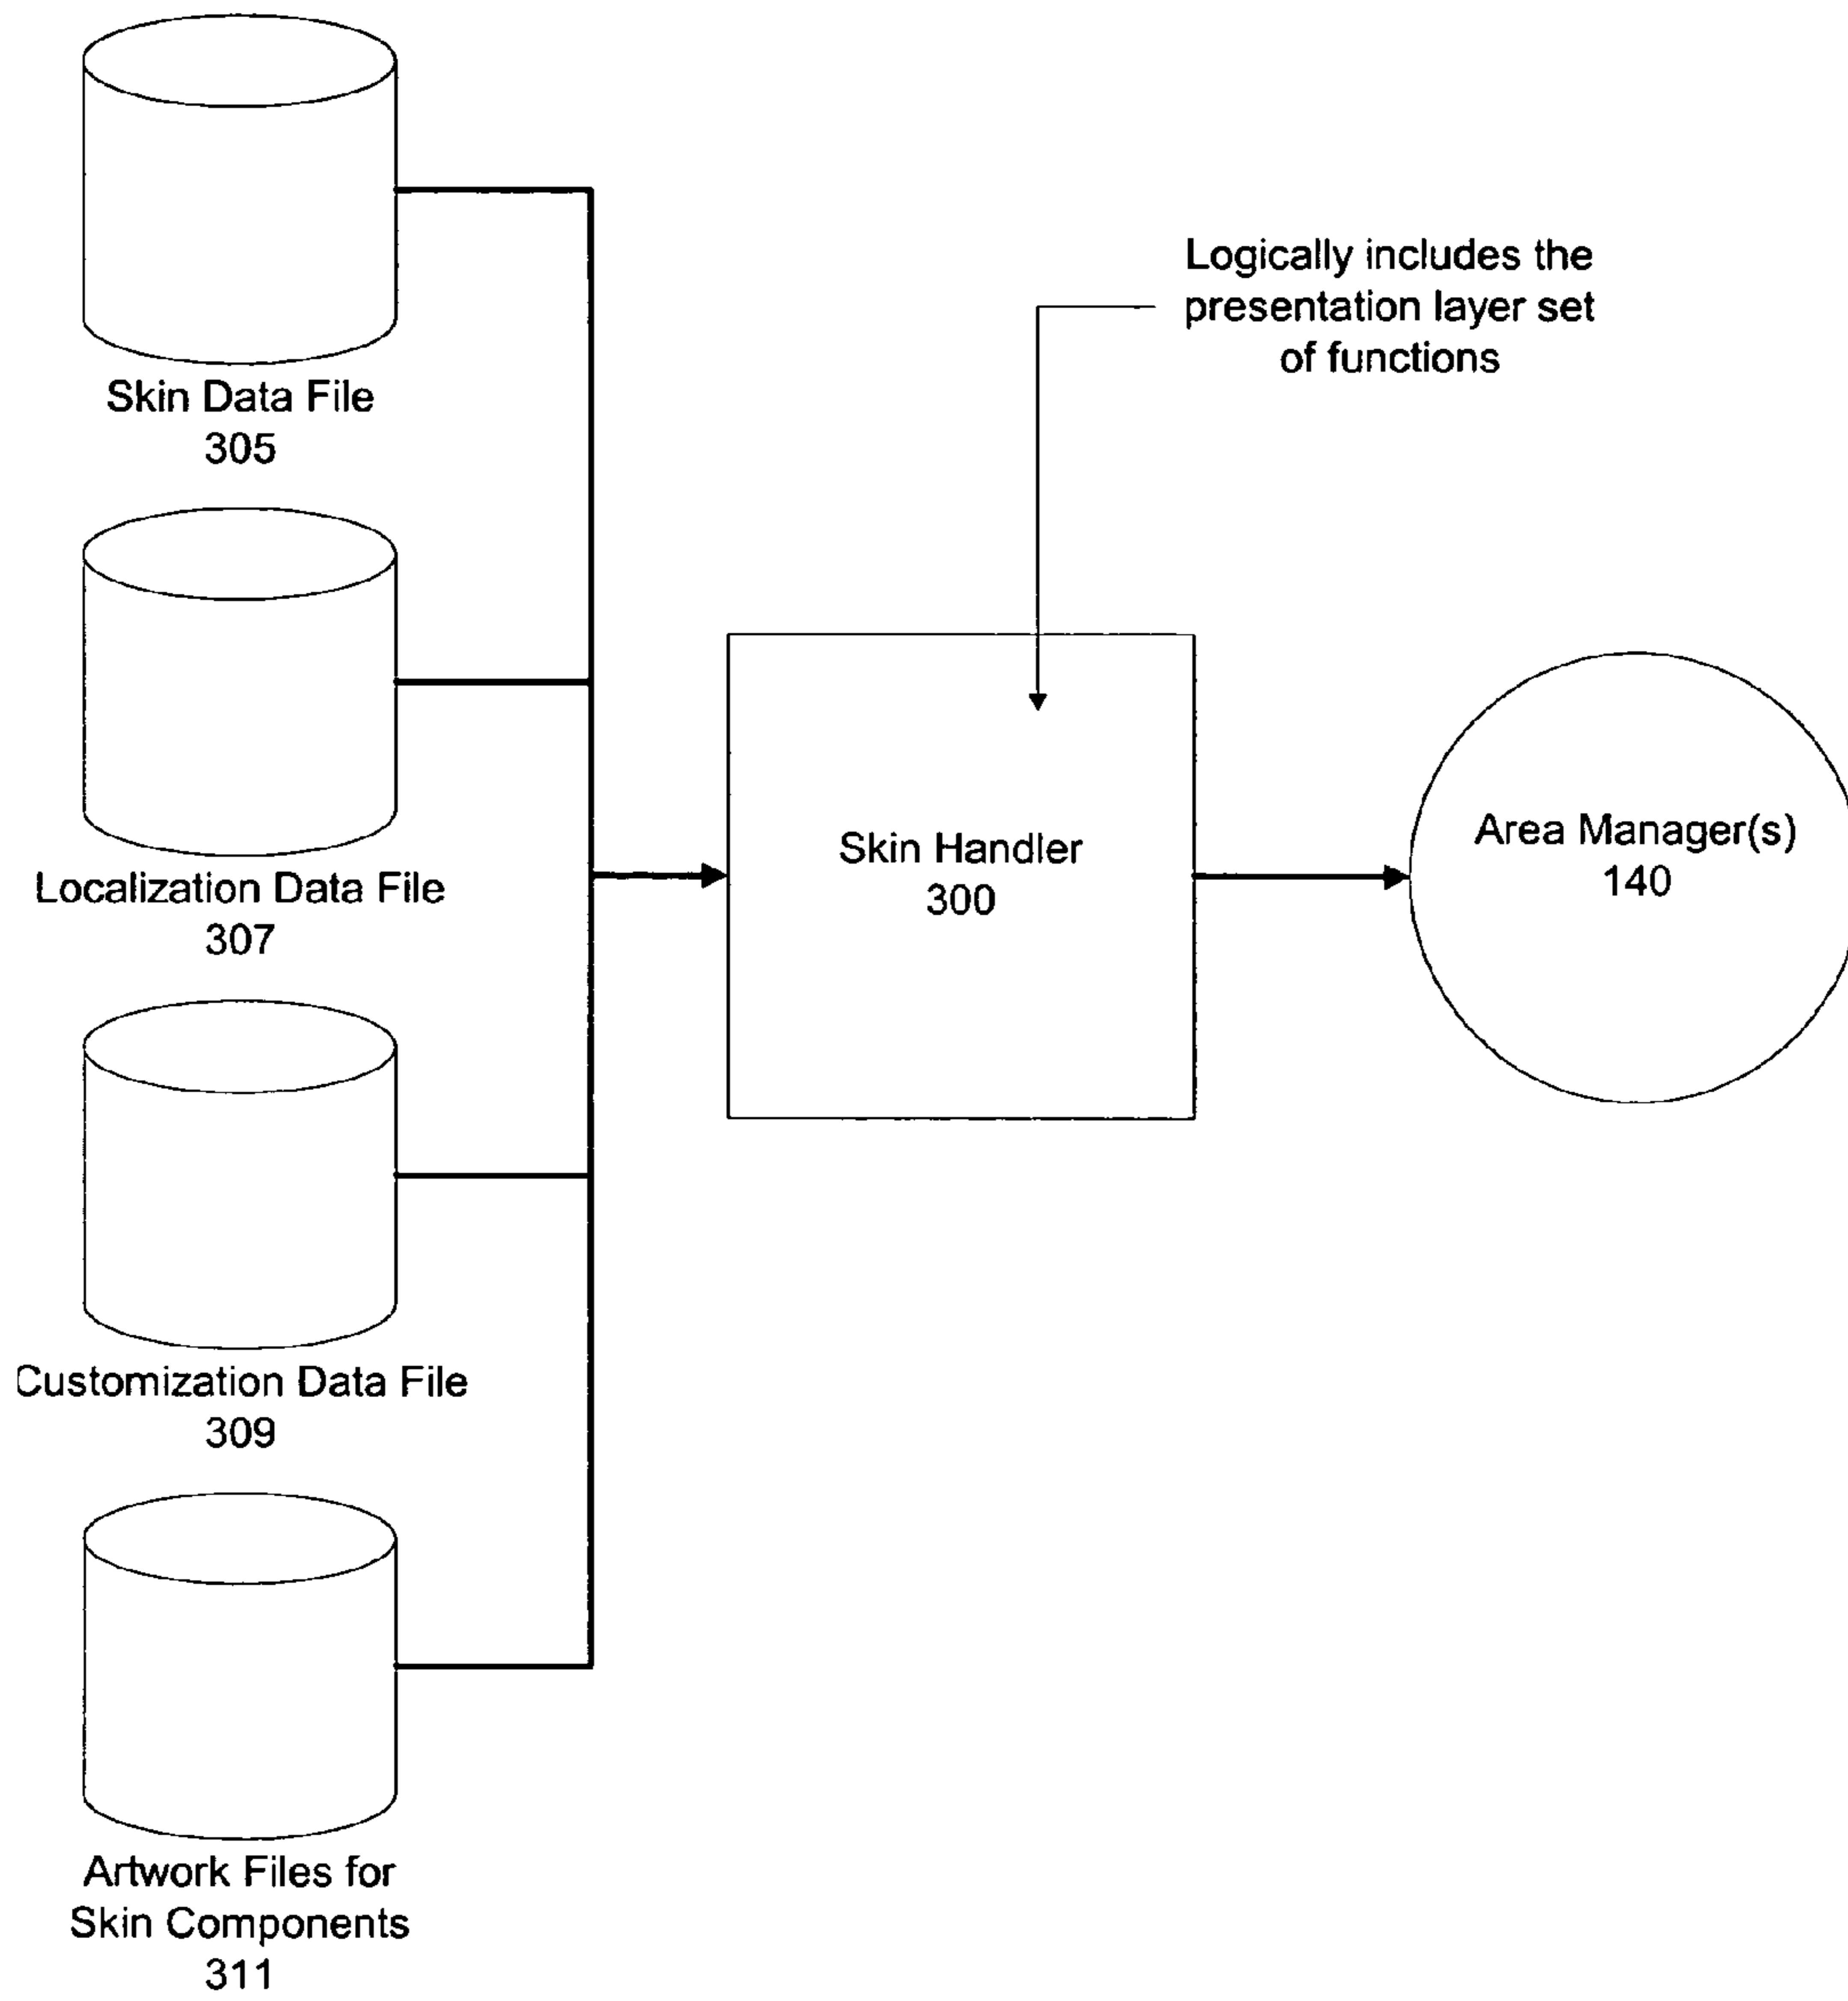 Skin Data File
305
Logically includes the
presentation layer set
of functions
Localization Data File
307
Skin Handler
300
Area Manager(s)
140
Customization Data File
309
Artwork Files for
Skin Components
311